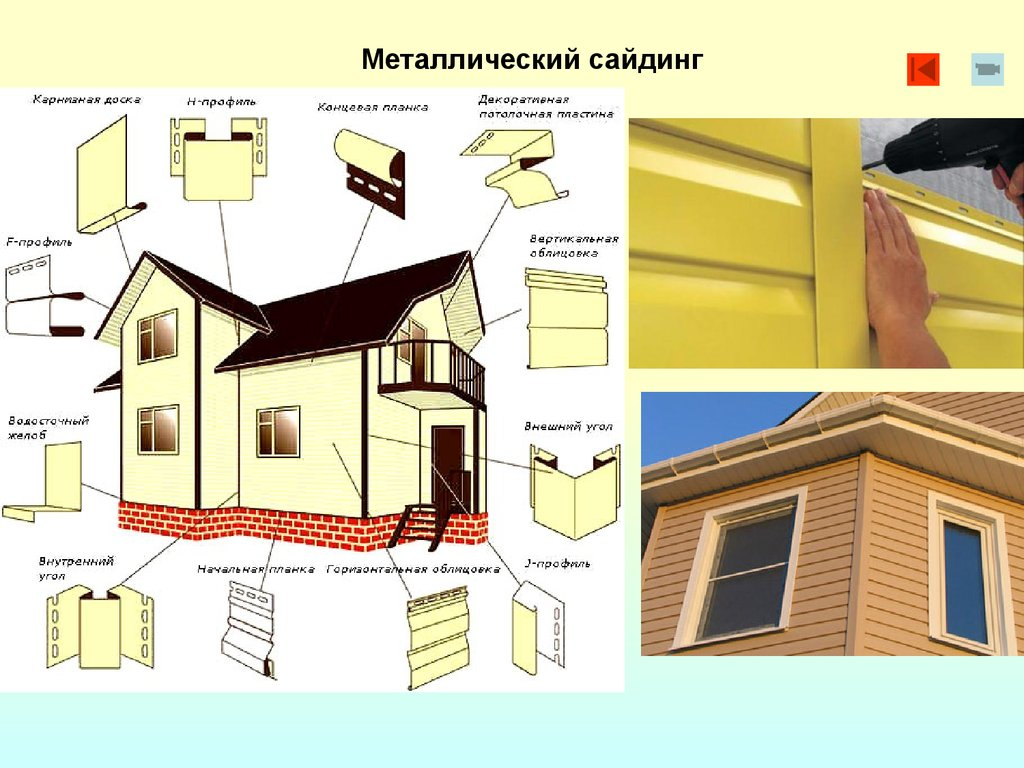 Металлический сайдинг
Карнизная доска
Н-профиль
Концевая планка
Декоративная
потолочная пластина
F-профиль
Вертикальная
облицовка
Водосточный
желоб
Внешний угол
Внутренний
угол
Начальная планка
Горизонтальная облицовка
J-профиль